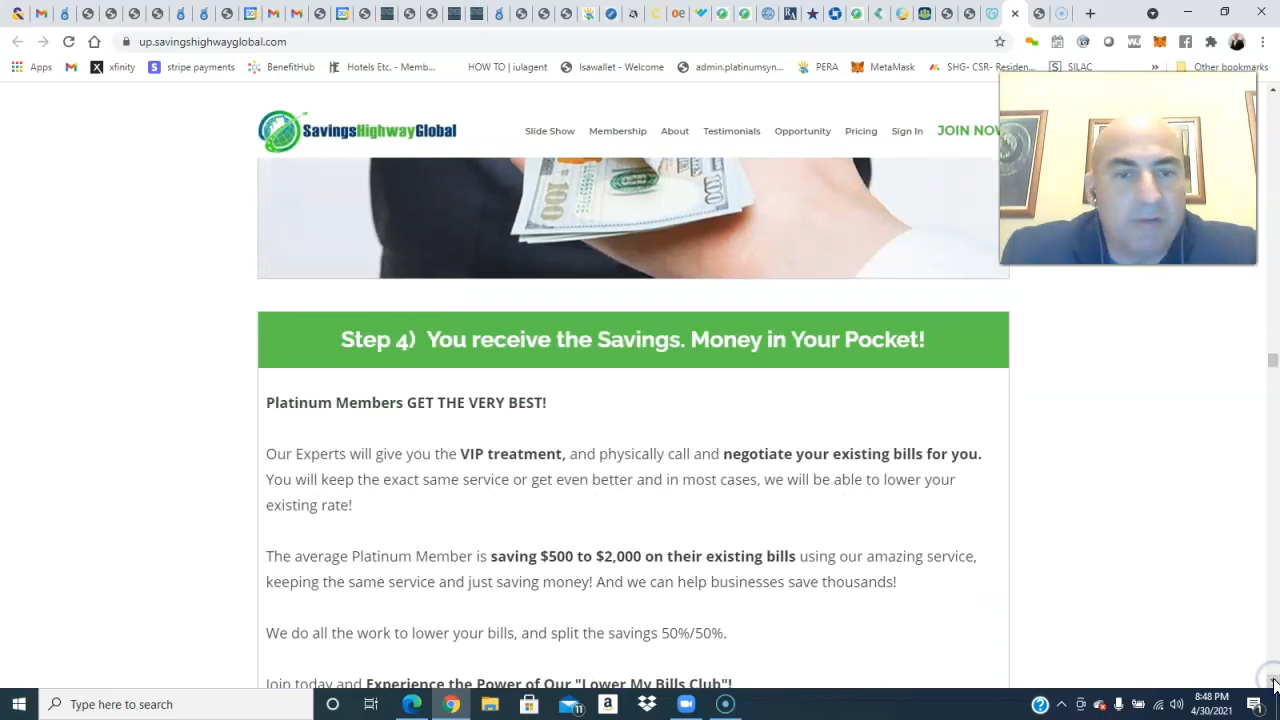 up.savingshighwayglobal.com
Apps
xfinity
stripe payments
BenefitHub
Hotels Etc. - Memb...
HOW TO | iulagent
Isawallet - Welcome
admin.platinumsyn...
PERA
MetaMask
SHG- CSR- Residen...
SILAC
»
Other bookmarks
SavingsHighwayGlobal
Slide Show Membership About Testimonials Opportunity Pricing Sign In JOIN NOW
Step 4) You receive the Savings. Money in Your Pocket!
Platinum Members GET THE VERY BEST!
Our Experts will give you the VIP treatment, and physically call and negotiate your existing bills for you.
You will keep the exact same service or get even better and in most cases, we will be able to lower your
existing rate!
The average Platinum Member is saving $500 to $2,000 on their existing bills using our amazing service,
keeping the same service and just saving money! And we can help businesses save thousands!
We do all the work to lower your bills, and split the savings 50%/50%.
Join today and Experience the Power of Our "Lower My Bills Club"!
Type here to search
11
8:48 PM
4/30/2021